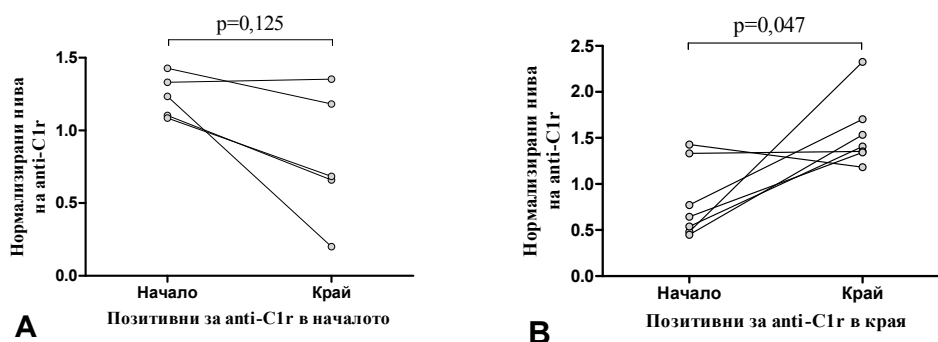 p=0,125
Нормализирани нива
на anti-C1r
1.5
1.0
0.5
0.0
Начало
Край
A
Позитивни за anti-C1r в началото
p=0,047
Нормализирани нива
на anti-C1r
2.5
2.0
1.5
1.0
0.5
0.0
Начало
Край
B
Позитивни за anti-C1r в края